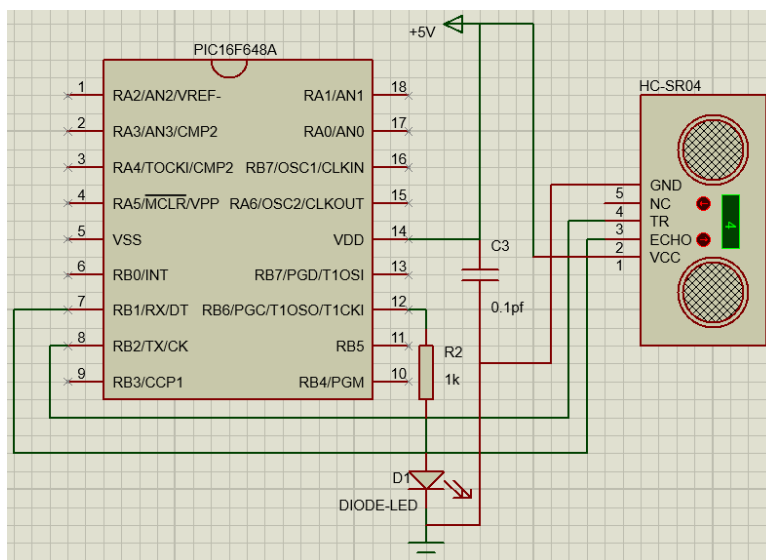 +5V
PIC16F648A
1 RA2/AN2/VREF- RA1/AN1 18
2 RA3/AN3/CMP2 RA0/AN0 17
3 RA4/TOCKI/CMP2 RB7/OSC1/CLKIN 16
4 RA5/MCLR/VPP RA6/OSC2/CLKOUT 15
5 VSS VDD 14
6 RB0/INT RB7/PGD/T1OSI 13
7 RB1/RX/DT RB6/PGC/T1OSO/T1CKI 12
8 RB2/TX/CK RB5 11
9 RB3/CCP1 RB4/PGM 10
C3
0.1pf
R2
1k
D1
DIODE-LED
HC-SR04
GND
5 NC
4 TR
3 ECHO
2 VCC
1
4